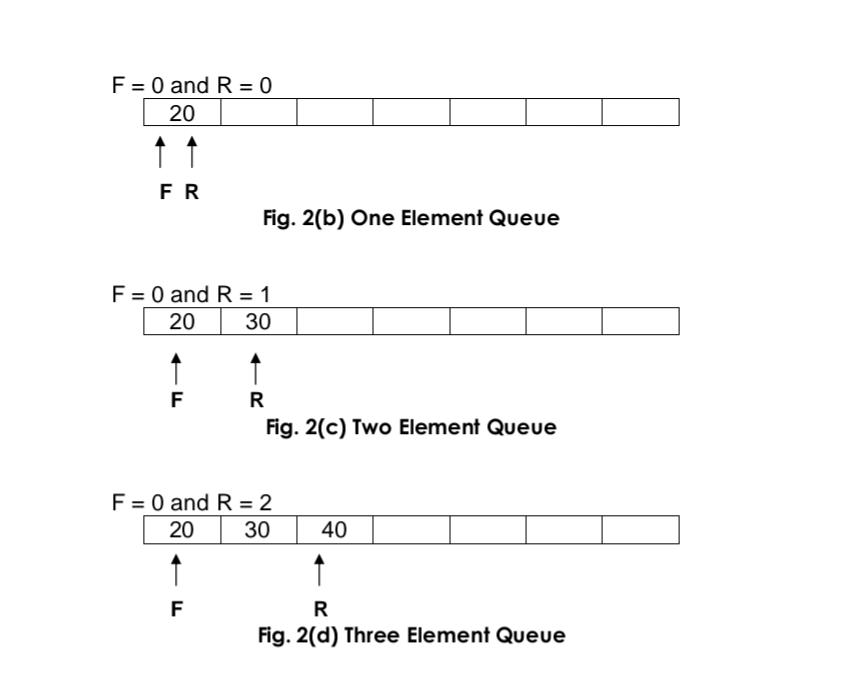 F = 0 and R = 0
20
F R
Fig. 2(b) One Element Queue
F = 0 and R = 1
20 30
F R
Fig. 2(c) Two Element Queue
F = 0 and R = 2
20 30 40
F R
Fig. 2(d) Three Element Queue